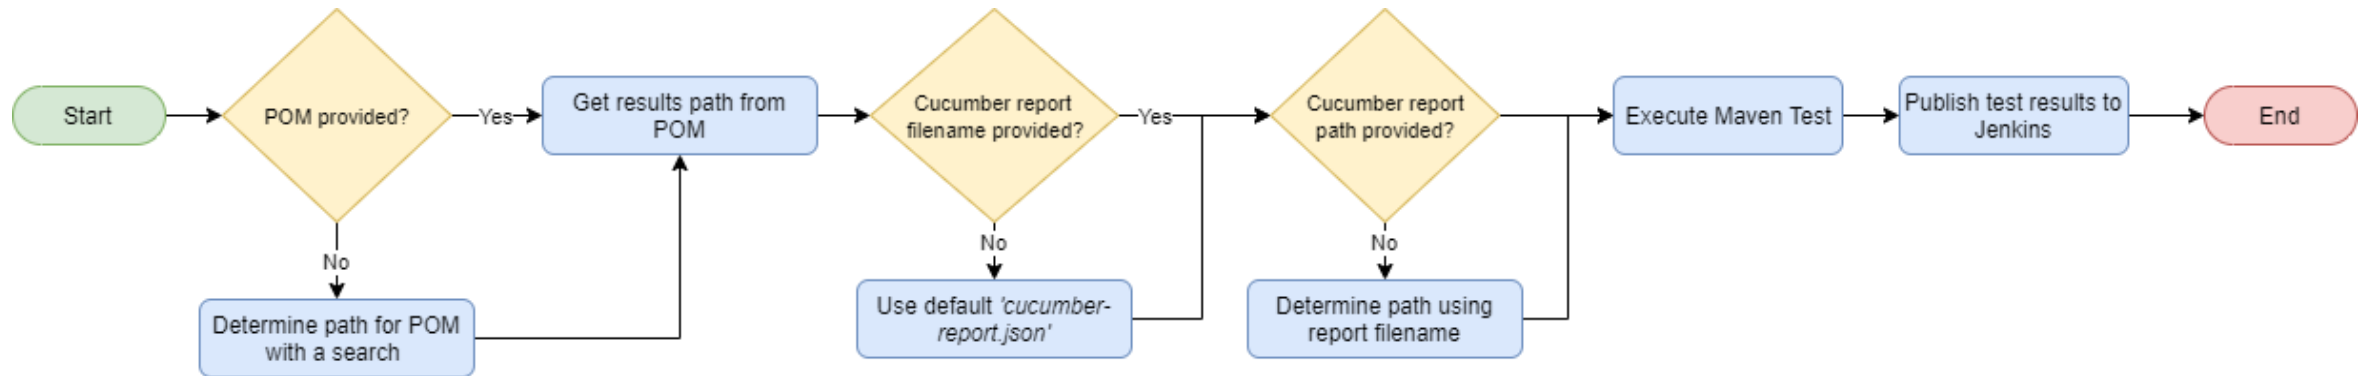 Start
POM provided?
Yes
No
Determine path for POM
with a search
Get results path from
POM
Cucumber report
filename provided?
Yes
No
Use default 'cucumber-
report.json'
Cucumber report
path provided?
No
Determine path using
report filename
Execute Maven Test
Publish test results to
Jenkins
End